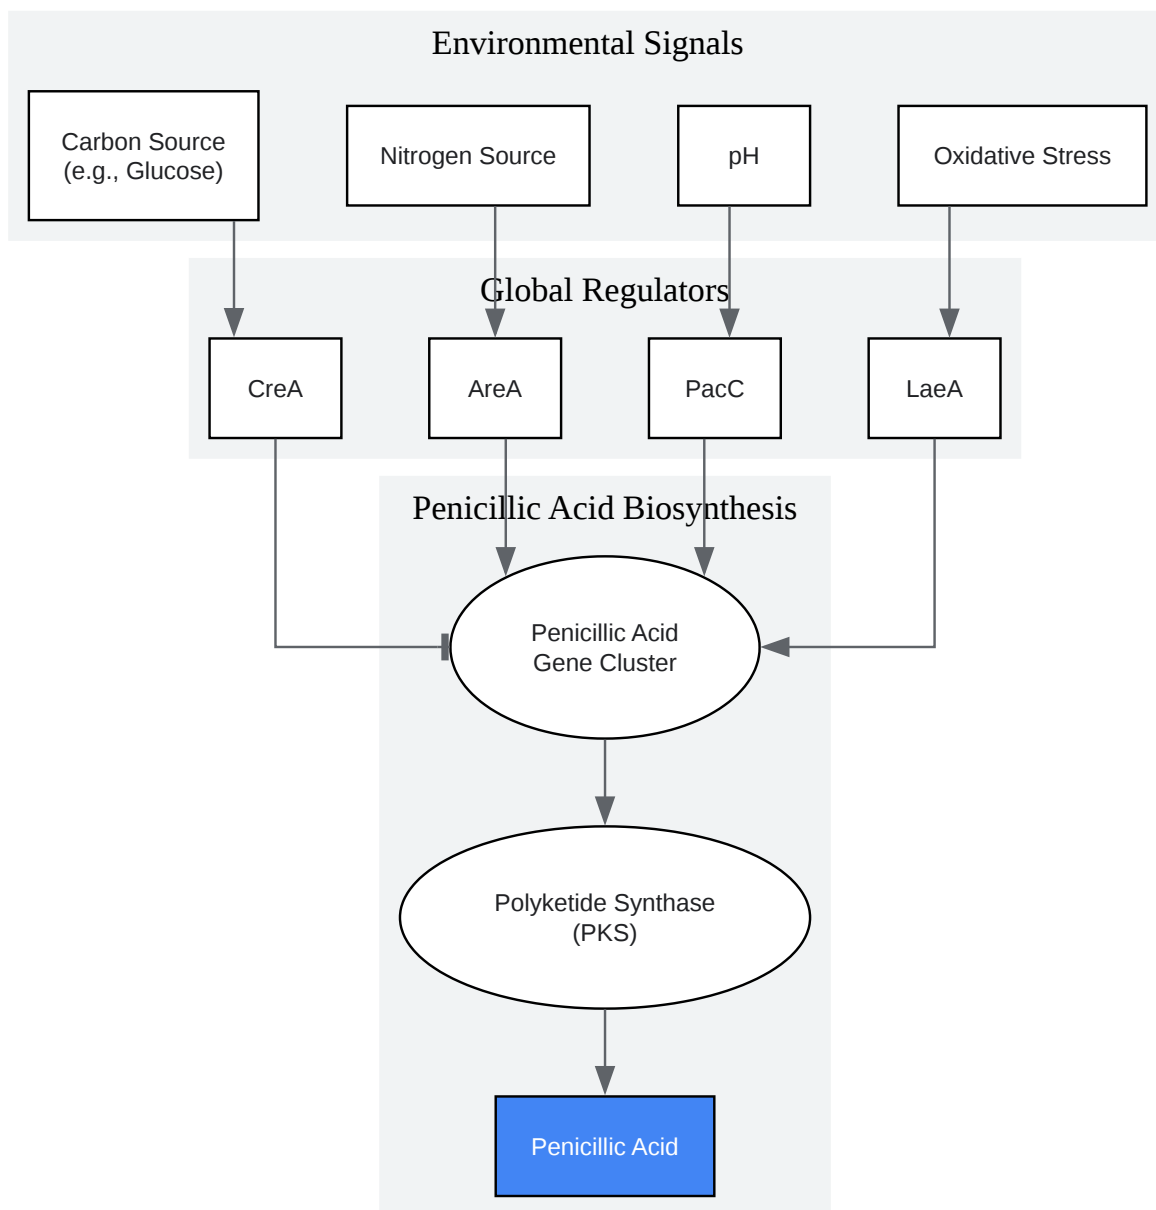 Environmental Signals
Carbon Source
(e.g., Glucose)
Nitrogen Source
pH
Oxidative Stress
Global Regulators
CreA
AreA
PacC
LaeA
Penicillic Acid Biosynthesis
Penicillic Acid
Gene Cluster
Polyketide Synthase
(PKS)
Penicillic Acid